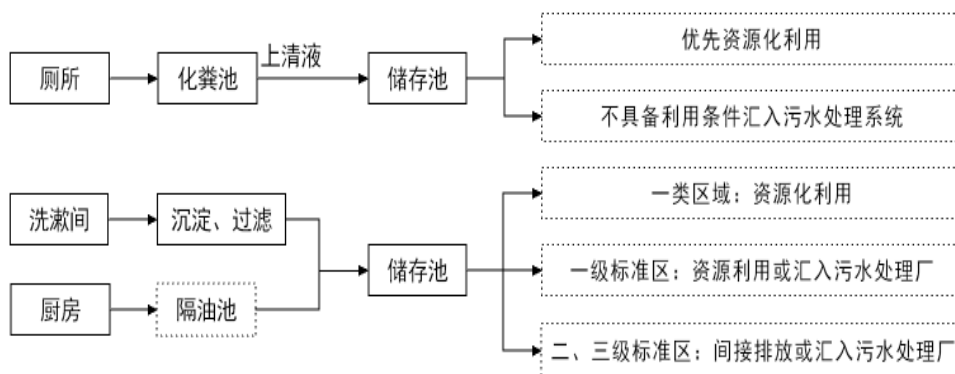 厕所
化粪池
上清液
储存池
优先资源化利用
不具备利用条件汇入污水处理系统
洗漱间
沉淀、过滤
厨房
隔油池
储存池
一类区域：资源化利用
一级标准区：资源利用或汇入污水处理厂
二、三级标准区：间接排放或汇入污水处理厂